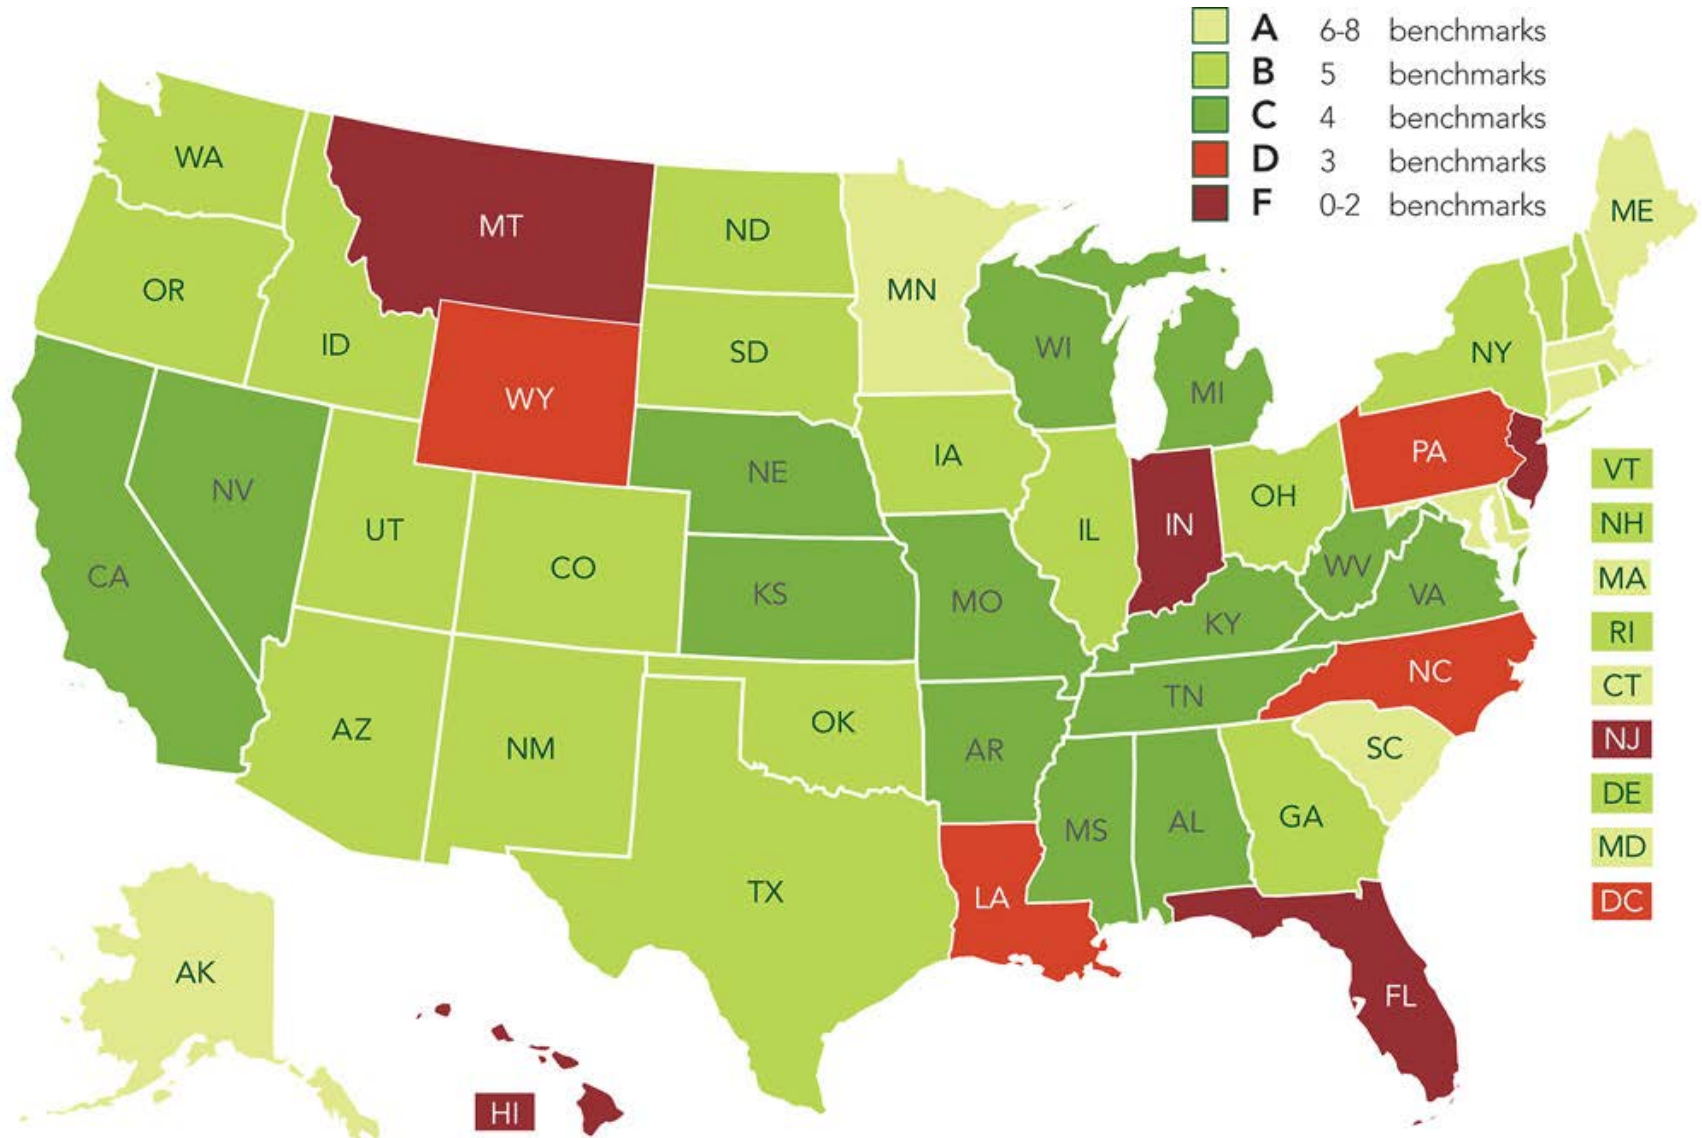 A 6-8 benchmarks
B 5 benchmarks
C 4 benchmarks
D 3 benchmarks
F 0-2 benchmarks
WA
MT
ND
MN
ME
OR
ID
SD
WI
NY
MI
WY
IA
PA
NV
NE
OH
VT
UT
CO
IL
IN
NH
CA
KS
MO
WV
VA
MA
KY
RI
NC
TN
CT
AZ
NM
OK
AR
SC
NJ
MS
AL
GA
DE
TX
LA
MD
DC
AK
FL
HI